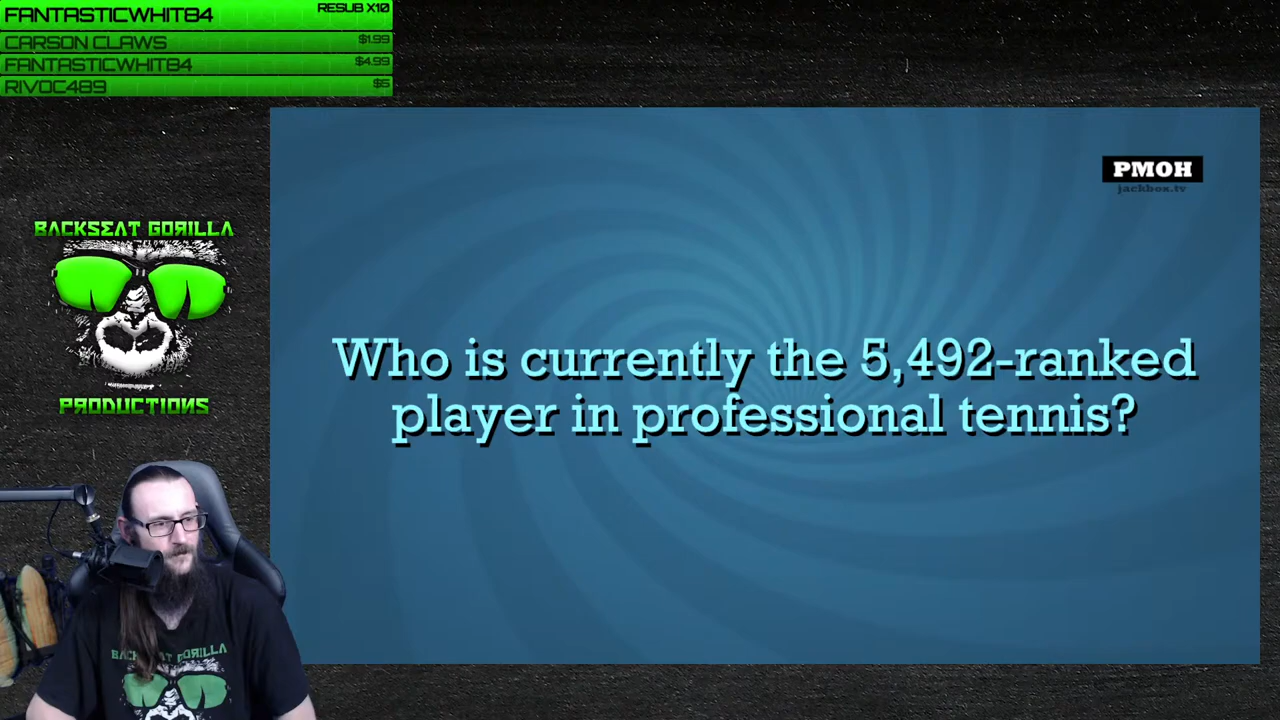 FANTASTICWHIT84 RESUB X10
CARSON CLAWS $1.99
FANTASTICWHIT84 $4.99
RIVOC489 $5
PMOH
jackbox.tv
BACKSEAT GORILLA
PRODUCTIONS
Who is currently the 5,492-ranked
player in professional tennis?
BACKSEAT GORILLA